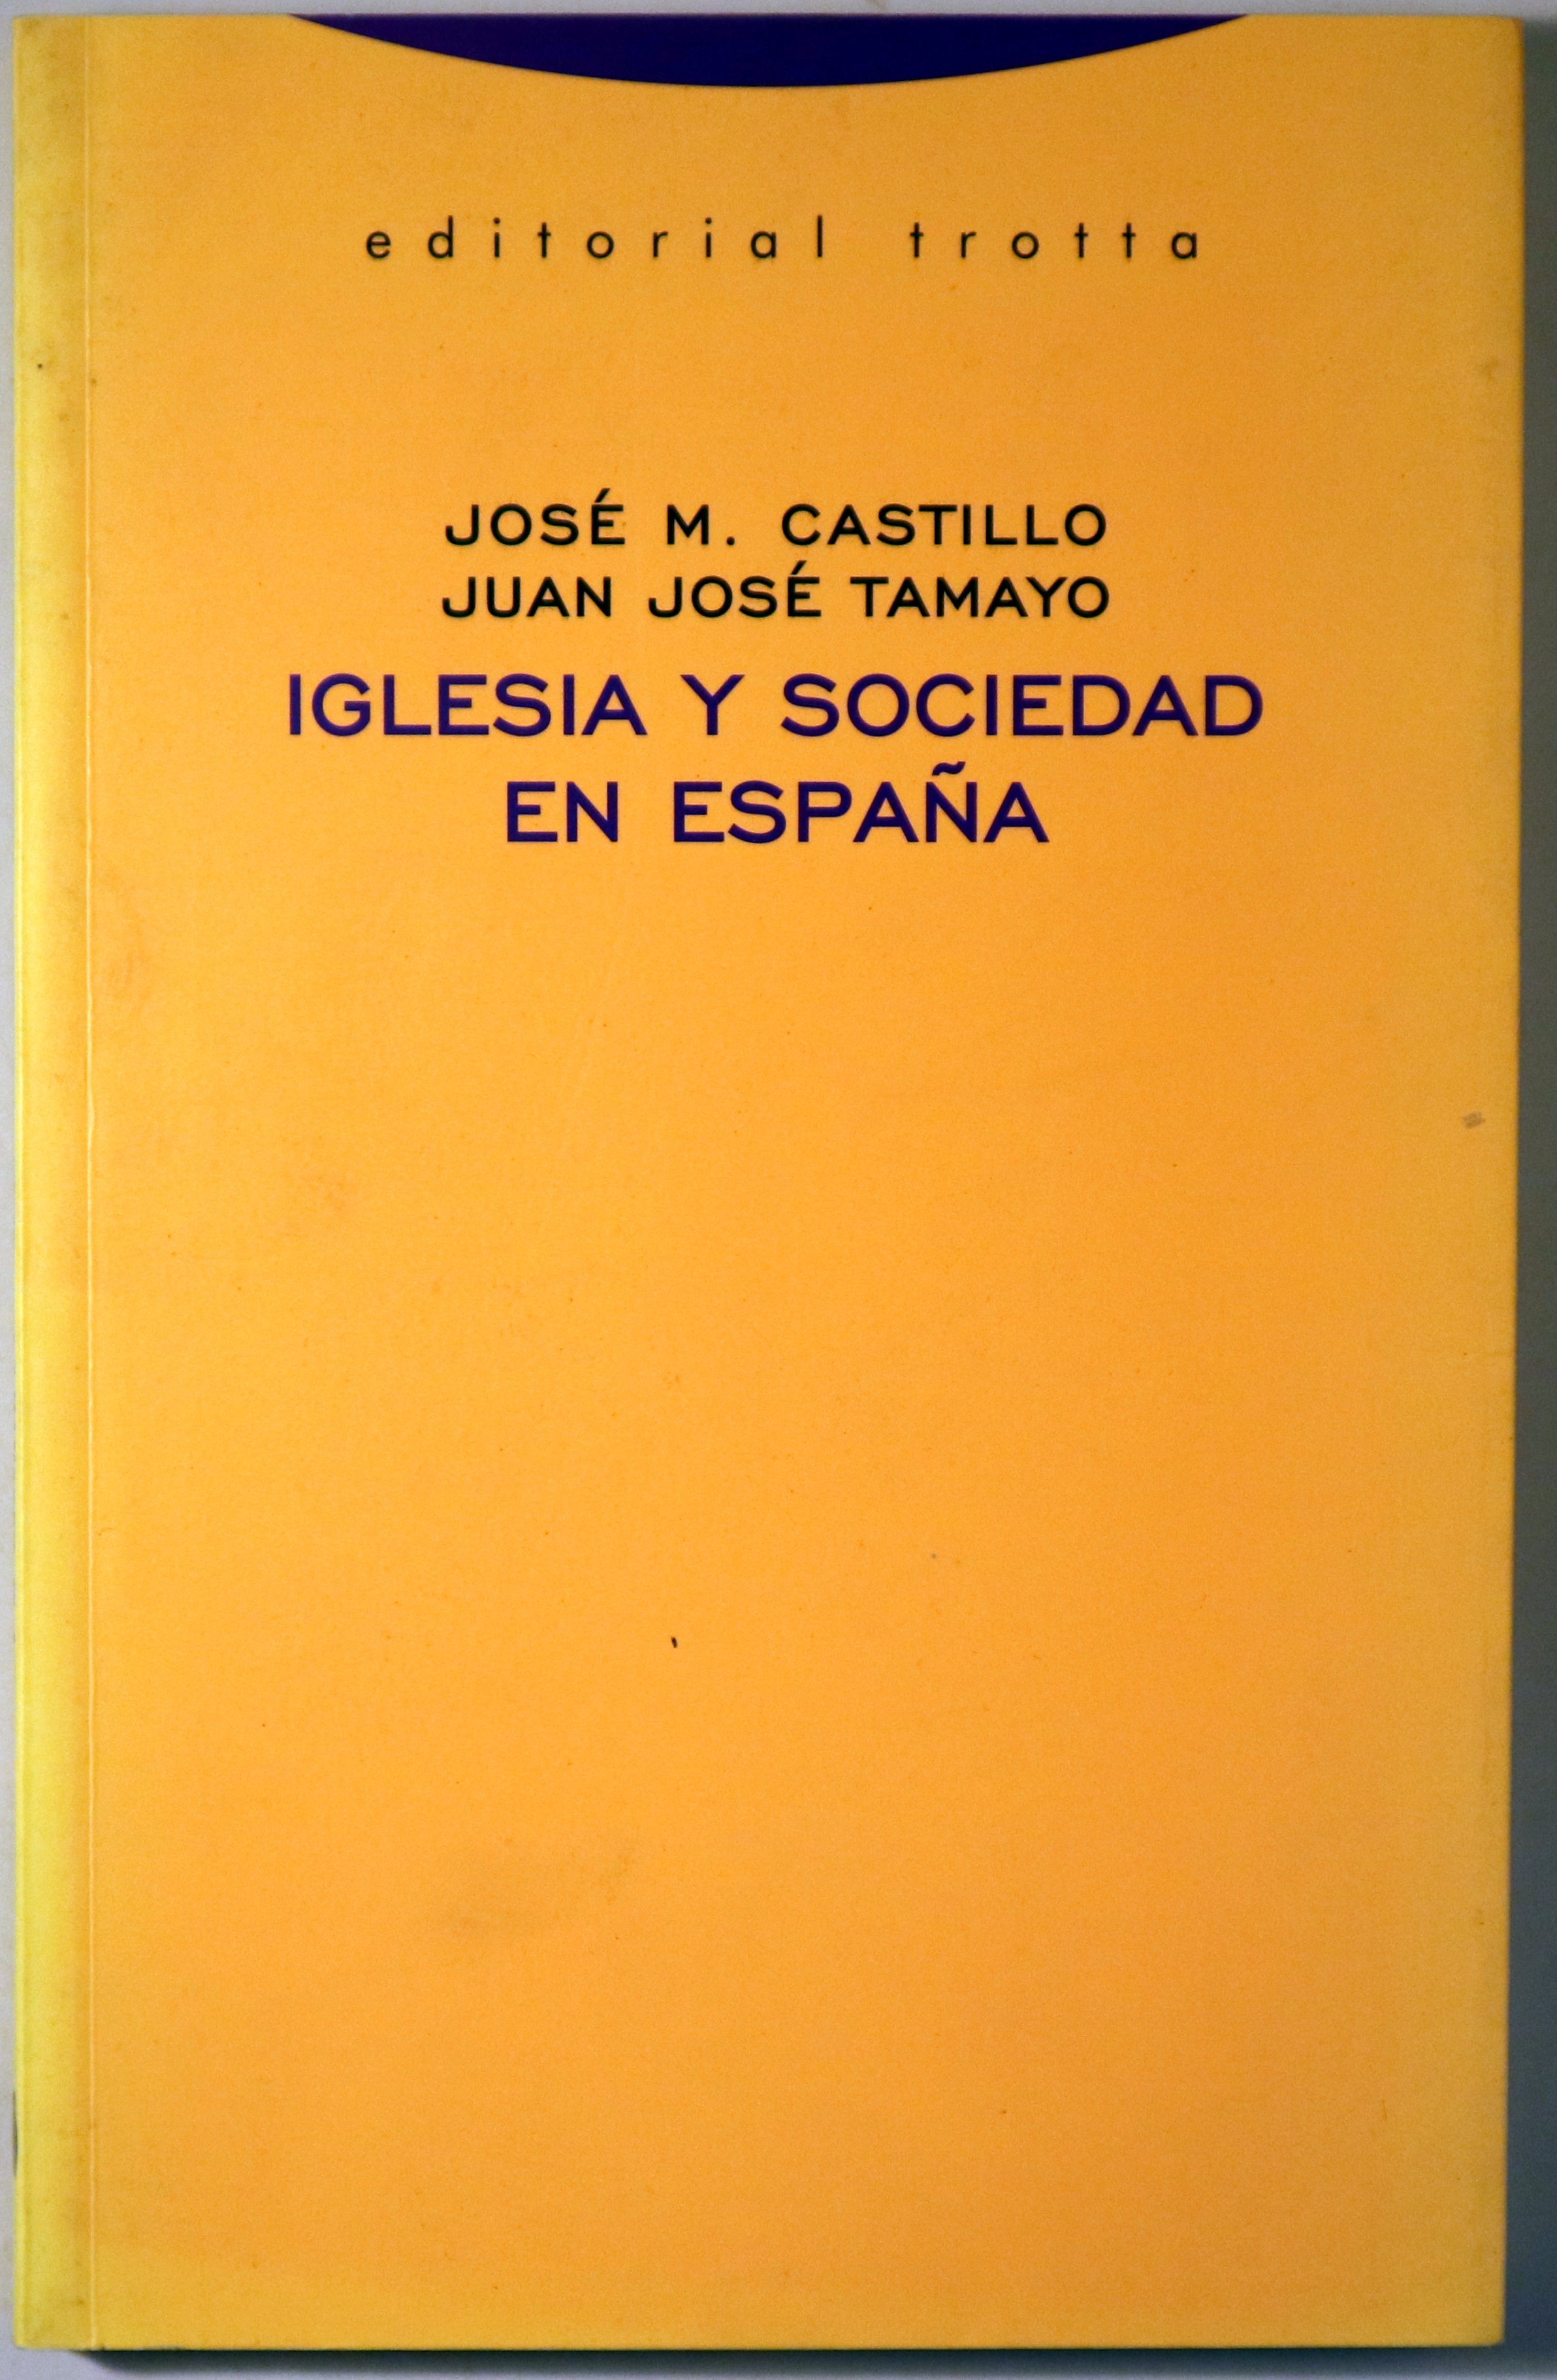 editorial trotta
JOSÉ M. CASTILLO
JUAN JOSÉ TAMAYO
IGLESIA Y SOCIEDAD
EN ESPAÑA